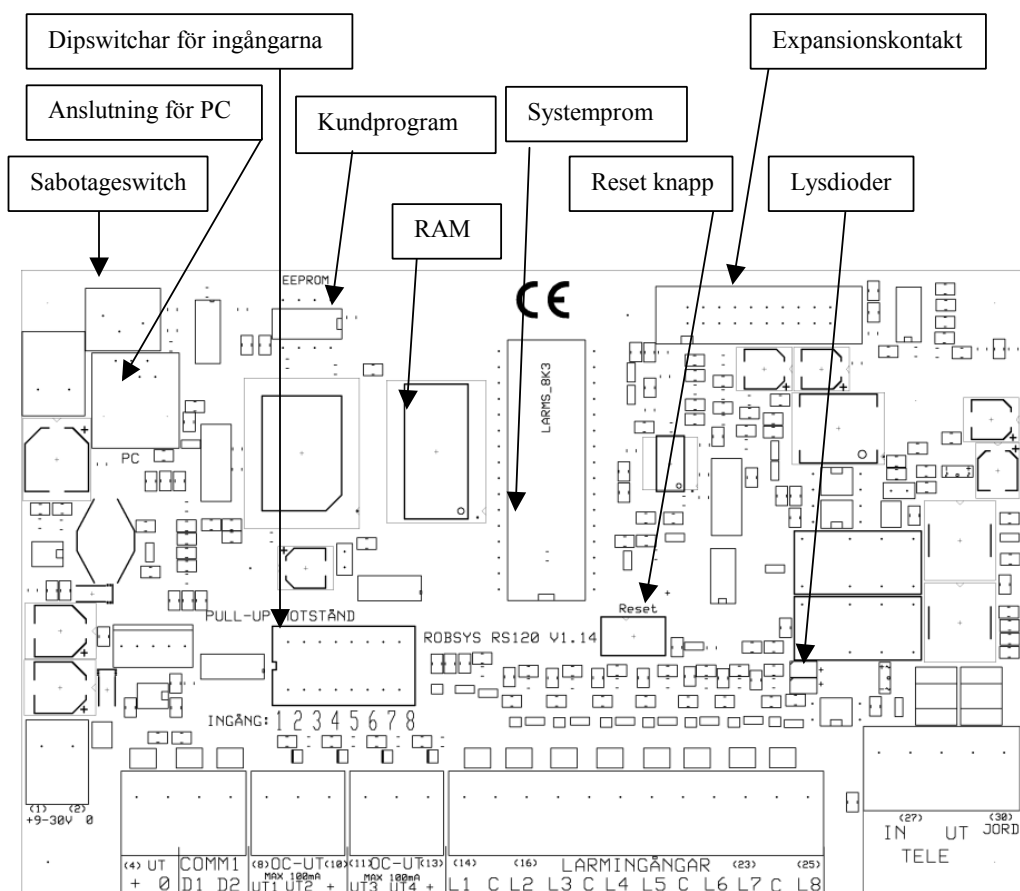 Dipswitchar för ingångarna
Expansionskontakt
Anslutning för PC
Kundprogram
Systemprom
Sabotageswitch
Reset knapp
Lysdioder
RAM
EEPROM
CE
LARMS_8K3
PC
Reset
PULL-UP MOTSTÅND
ROBSYS RS120 V1.14
INGÅNG: 1 2 3 4 5 6 7 8
(1) (2)
+9-30V 0
(27) (30)
IN UT JORD
TELE
(4) UT COMM1 (8) OC-UT (10) (11) OC-UT (13) (14) (16) LARMINGÅNGAR (23) (25)
MAX 100mA MAX 100mA
+ 0 D1 D2 UT1 UT2 + UT3 UT4 + L1 C L2 L3 C L4 L5 C L6 L7 C L8